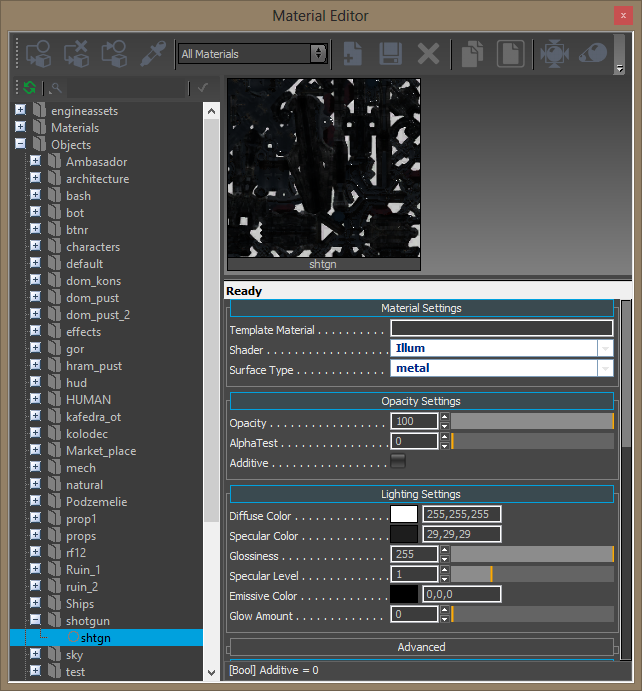 Material Editor
x
All Materials
engineassets
Materials
Objects
Ambasador
architecture
bash
bot
btnr
characters
default
dom_kons
dom_pust
dom_pust_2
effects
gor
hram_pust
hud
HUMAN
kafedra_ot
kolodec
Market_place
mech
natural
Podzemelie
prop1
props
rf12
Ruin_1
ruin_2
Ships
shotgun
shtgn
sky
test
shtgn
Ready
Material Settings
Template Material . . . . . . . . . .
Shader . . . . . . . . . . . . . . . . . . Illum
Surface Type . . . . . . . . . . . . . metal
Opacity Settings
Opacity . . . . . . . . . . . . . . . . . 100
AlphaTest . . . . . . . . . . . . . . . 0
Additive . . . . . . . . . . . . . . . . .
Lighting Settings
Diffuse Color . . . . . . . . . . . . . 255,255,255
Specular Color . . . . . . . . . . . . 29,29,29
Glossiness . . . . . . . . . . . . . . . 255
Specular Level . . . . . . . . . . . . 1
Emissive Color . . . . . . . . . . . . 0,0,0
Glow Amount . . . . . . . . . . . . . 0
Advanced
[Bool] Additive = 0